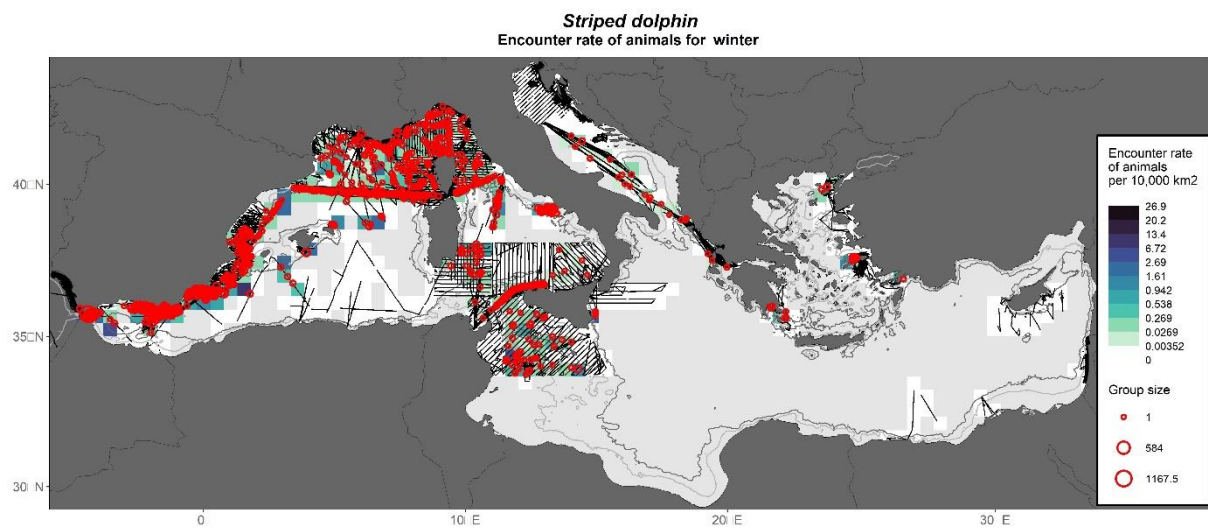 Striped dolphin
Encounter rate of animals for winter
40□N
35□N
30□N
0
10□E
20□E
30□E
Encounter rate
of animals
per 10,000 km2
26.9
20.2
13.4
6.72
2.69
1.61
0.942
0.538
0.269
0.0269
0.00352
0
Group size
1
584
1167.5